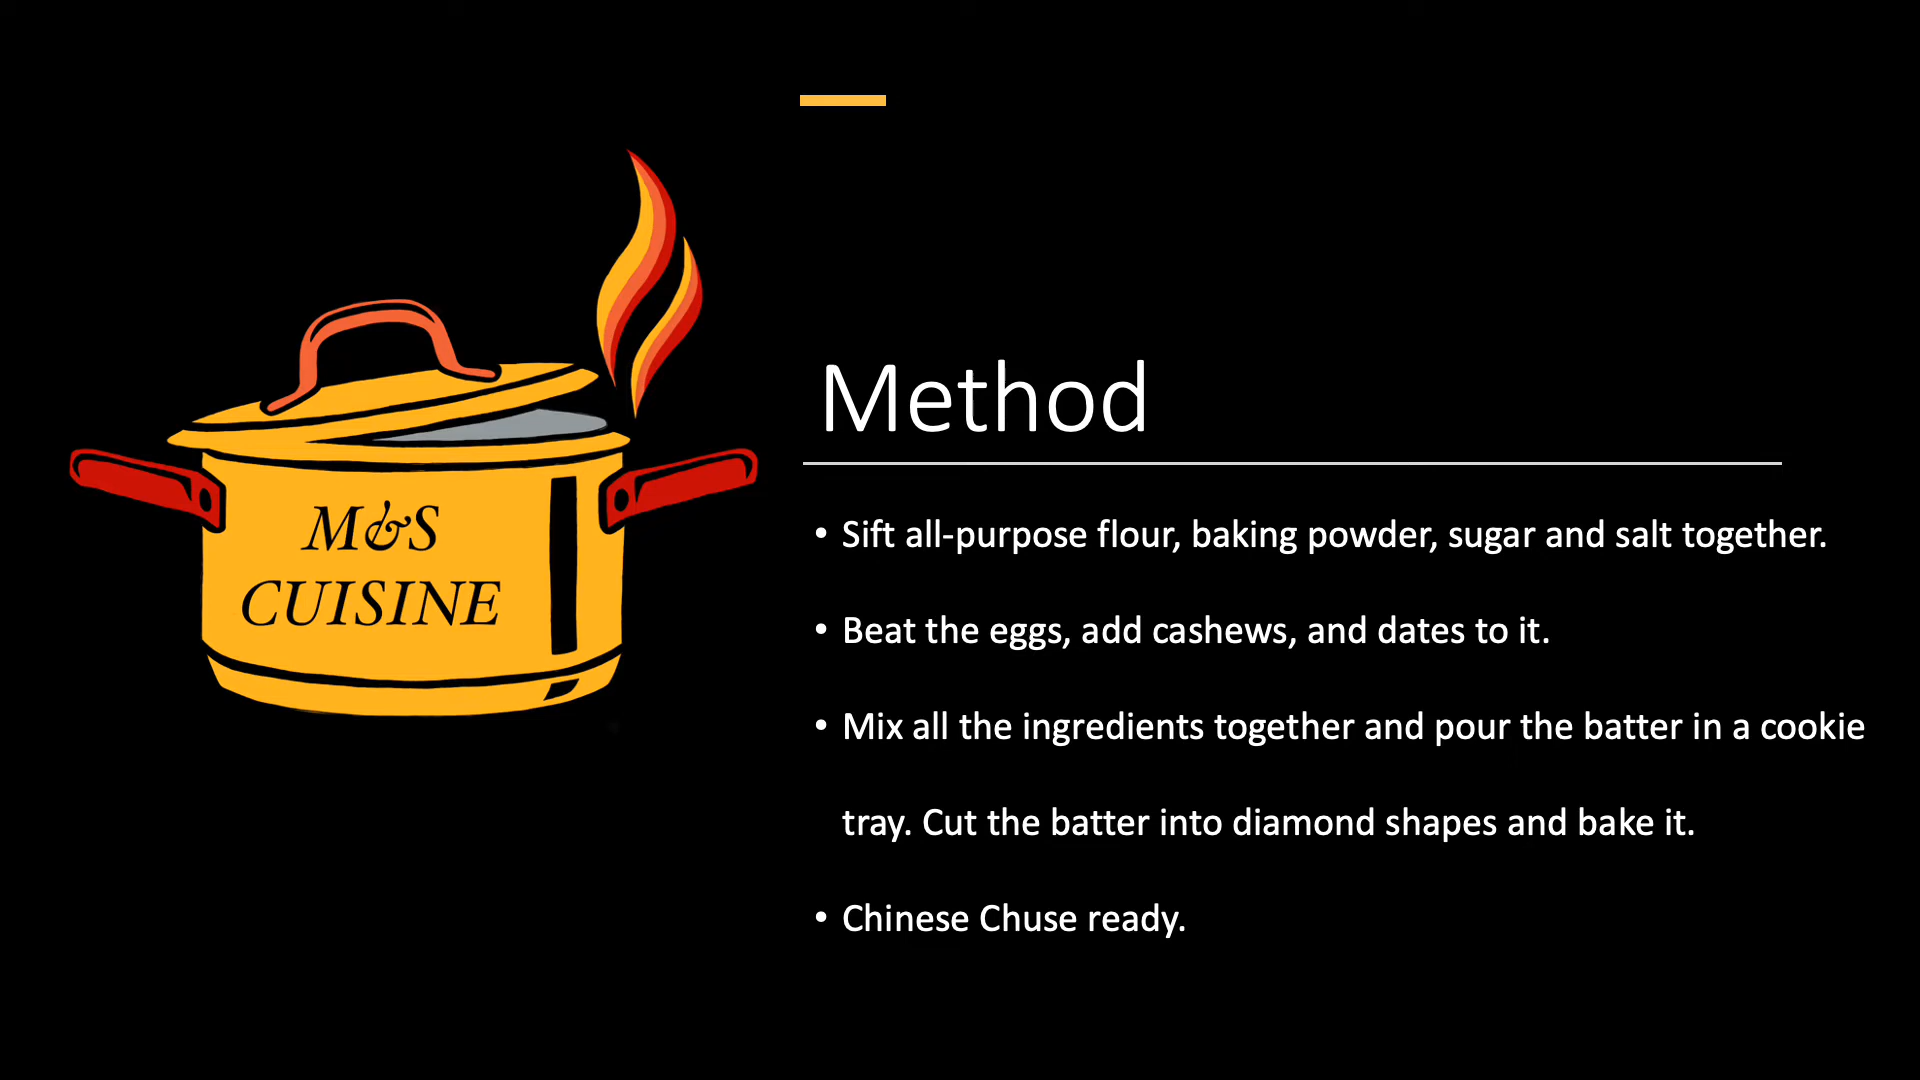 M&S
CUISINE
Method
• Sift all-purpose flour, baking powder, sugar and salt together.
• Beat the eggs, add cashews, and dates to it.
• Mix all the ingredients together and pour the batter in a cookie
tray. Cut the batter into diamond shapes and bake it.
• Chinese Chuse ready.